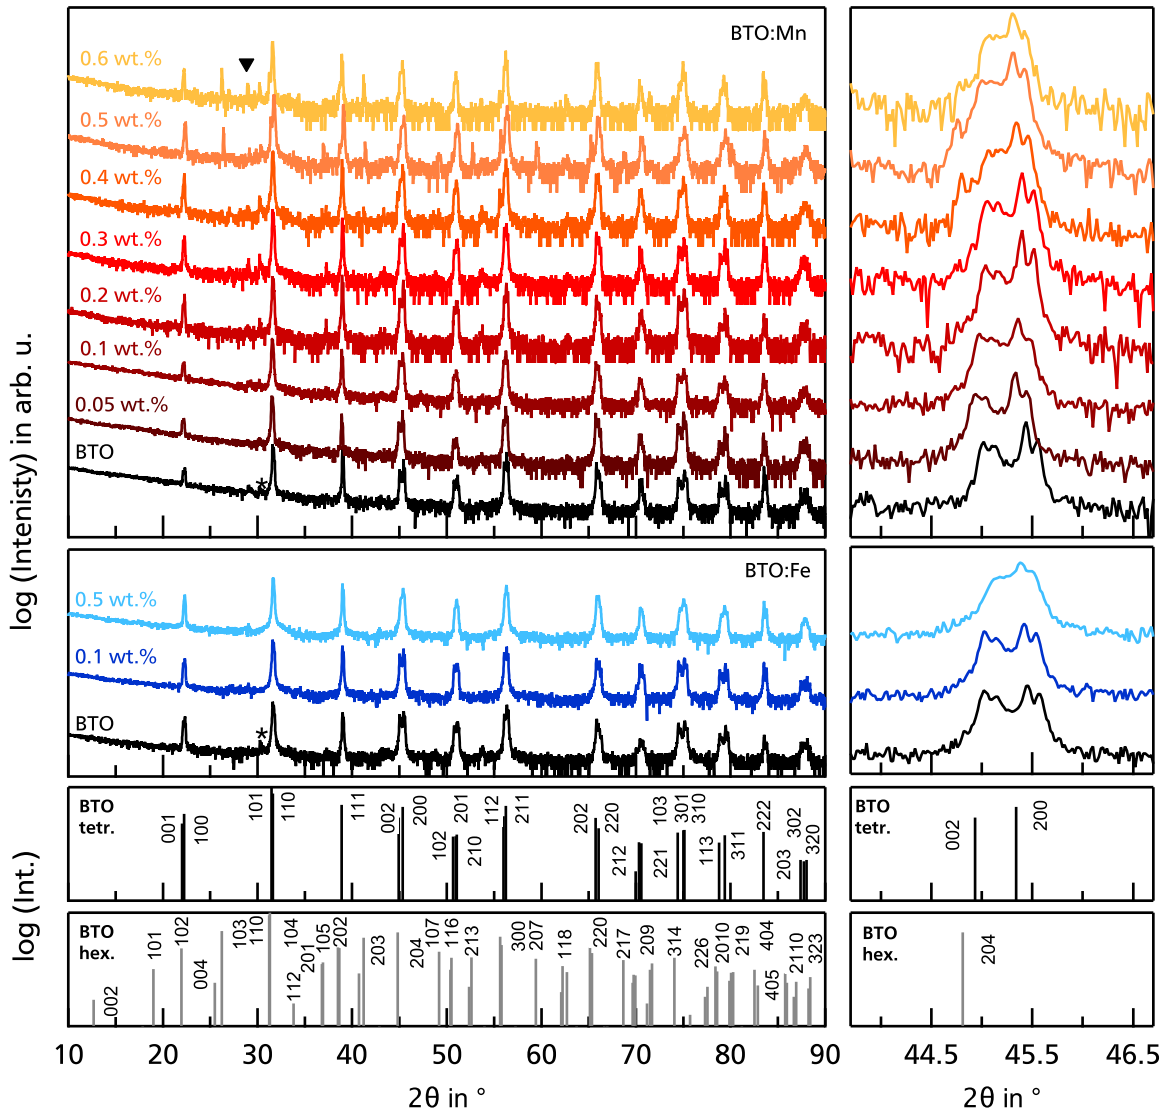 BTO:Mn
0.6 wt.%
0.5 wt.%
0.4 wt.%
0.3 wt.%
0.2 wt.%
0.1 wt.%
0.05 wt.%
BTO
*
log (Intenisty) in arb. u.
BTO:Fe
0.5 wt.%
0.1 wt.%
BTO
*
log (Int.)
BTO
tetr.
001 100 101 110 111 002 200 102 201 210 112 211 202 220 212 221 103 301 310 113 311 222 203 302 320
BTO
tetr.
002 200
BTO
hex.
002 101 102 004 103 110 104 112 201 105 202 203 204 107 116 213 300 207 118 220 217 209 314 226 2010 219 404 405 2110 323
BTO
hex.
204
10 20 30 40 50 60 70 80 90
2θ in °
44.5 45.5 46.5
2θ in °